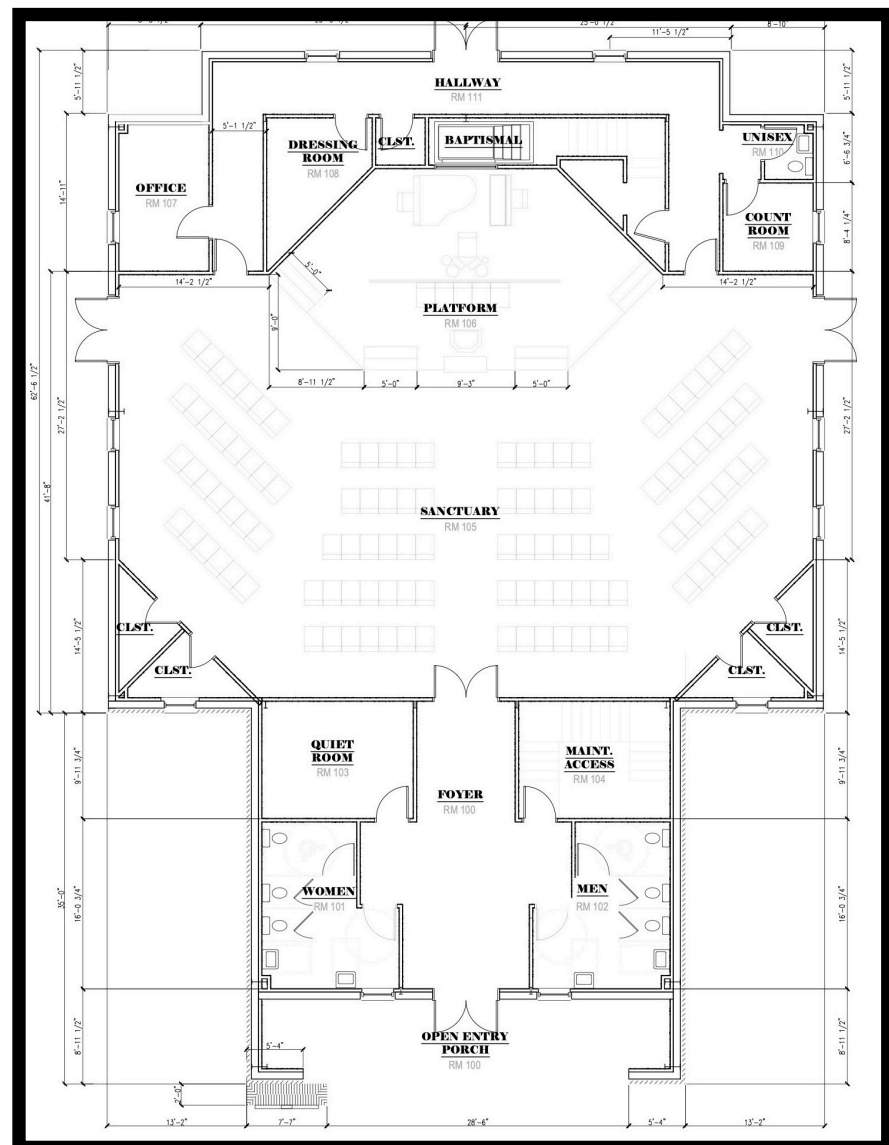 25'-0 1/2"
8'-10"
11'-5 1/2"
5'-11 1/2"
HALLWAY
RM 111
5'-11 1/2"
5'-1 1/2"
DRESSING
ROOM
RM 108
CLST.
BAPTISMAL
UNISEX
RM 110
6'-6 3/4"
14'-11"
OFFICE
RM 107
COUNT
ROOM
RM 109
8'-4 1/4"
14'-2 1/2"
5'-0"
14'-2 1/2"
PLATFORM
RM 106
9'-0"
62'-6 1/2"
8'-11 1/2"
5'-0"
9'-3"
5'-0"
27'-2 1/2"
27'-2 1/2"
41'-8"
SANCTUARY
RM 105
CLST.
CLST.
14'-5 1/2"
CLST.
CLST.
14'-5 1/2"
QUIET
ROOM
RM 103
MAINT.
ACCESS
RM 104
9'-11 3/4"
9'-11 3/4"
FOYER
RM 100
35'-0"
16'-0 3/4"
WOMEN
RM 101
MEN
RM 102
16'-0 3/4"
OPEN ENTRY
PORCH
RM 100
8'-11 1/2"
5'-4"
8'-11 1/2"
2'-0"
13'-2"
7'-7"
28'-6"
5'-4"
13'-2"